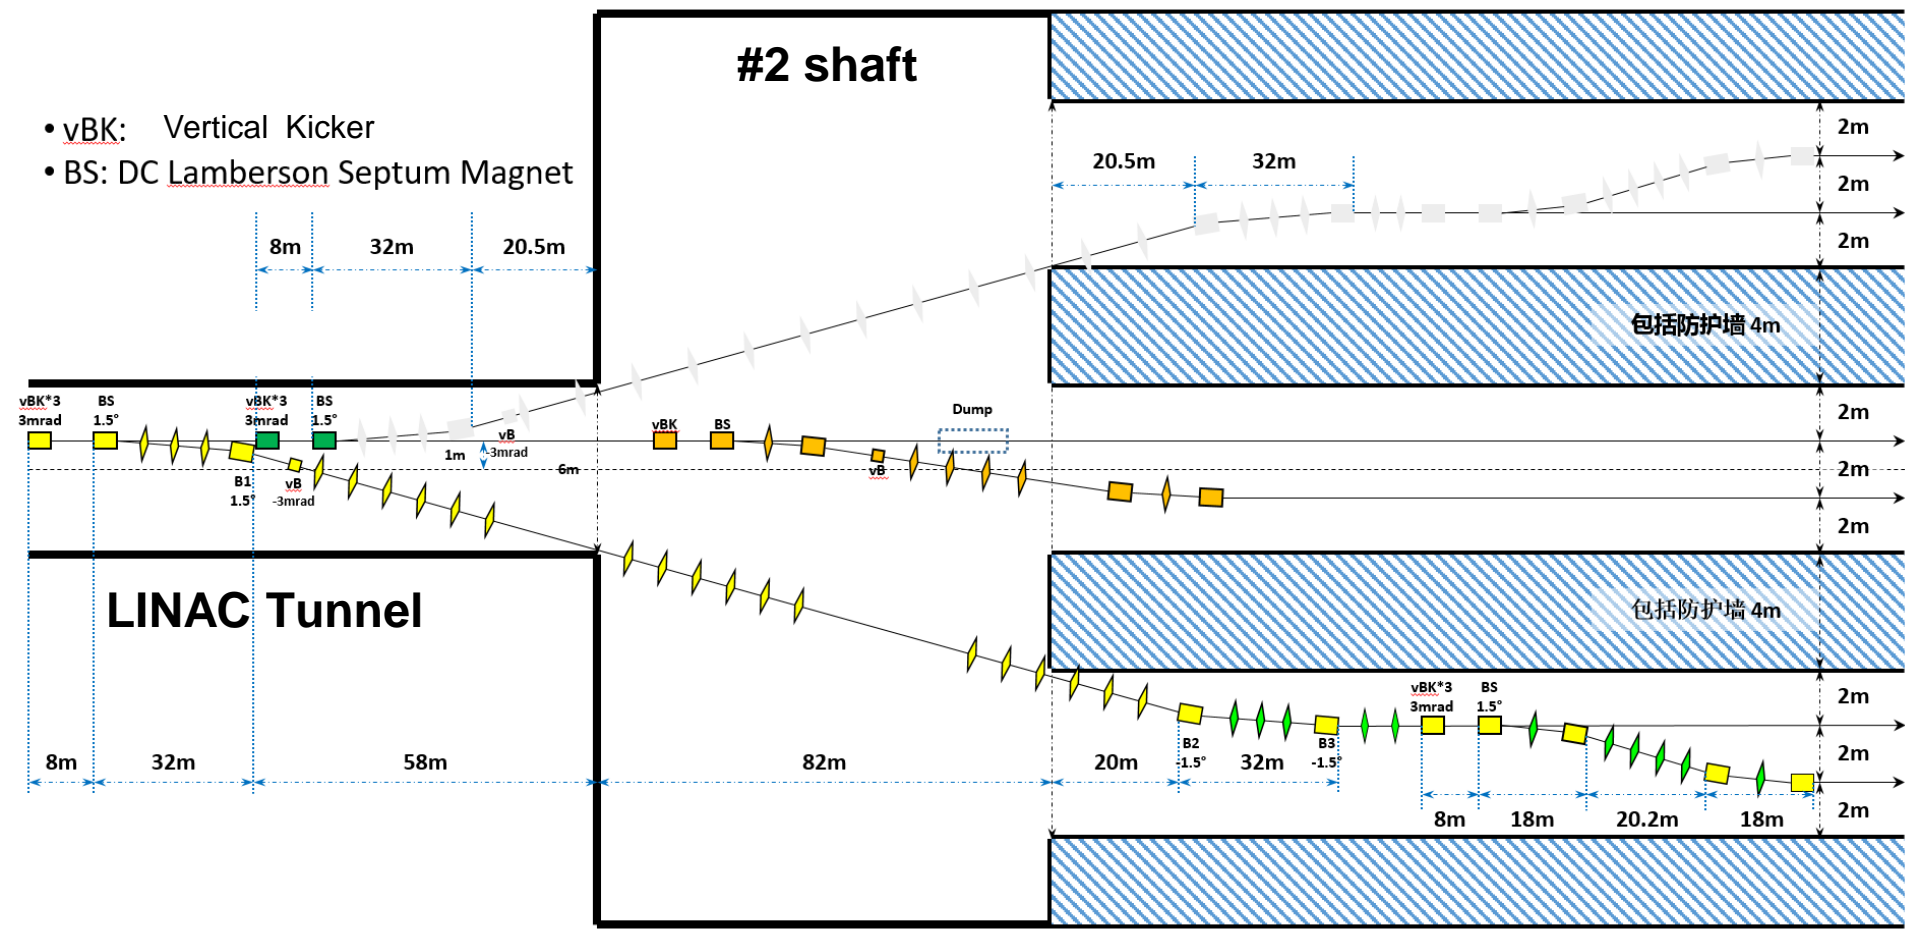 #2 shaft
• vBK: Vertical Kicker
• BS: DC Lamberson Septum Magnet
2m
20.5m 32m
2m
8m 32m 20.5m
2m
包括防护墙 4m
vBK*3 BS vBK*3 BS
3mrad 1.5° 3mrad 1.5°
Dump
2m
vBK BS
vB
-3mrad
1m
6m
2m
vB
B1 vB
1.5° -3mrad
2m
LINAC Tunnel
包括防护墙 4m
vBK*3 BS
3mrad 1.5°
2m
B2 B3
-1.5° -1.5°
8m 32m 58m 82m 20m 32m
2m
8m 18m 20.2m 18m
2m